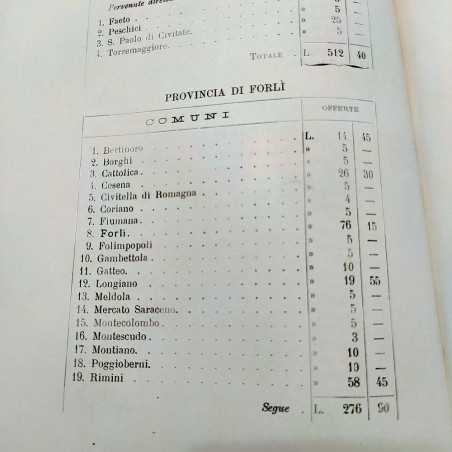 Pervenute
1. Faeto
2. Peschici » 5 —
3. S. Paolo di Civitate. » 25 —
4. Torremaggiore » 5 —
TOTALE . L. 512 40
PROVINCIA DI FORLÌ
COMUNI OFFERTE
1. Bertinoro L. 14 45
2. Borghi » 5 —
3. Cattolica. » 5 —
4. Cesena » 26 30
5. Civitella di Romagna » 5 —
6. Coriano » 4 —
7. Fiumana » 5 —
8. Forlì. » 76 15
9. Folimpopoli » 5 —
10. Gambettola » 5 —
11. Gatteo. » 10 —
12. Longiano » 19 55
13. Meldola » 5 —
14. Mercato Saraceno. » 5 —
15. Montecolombo. » 5 —
16. Montescudo » 3 —
17. Montiano. » 10 —
18. Poggioberni. » 10 —
19. Rimini » 58 45
Segue . L. 276 90